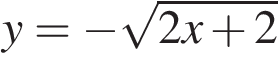 y = −√(2x + 2)